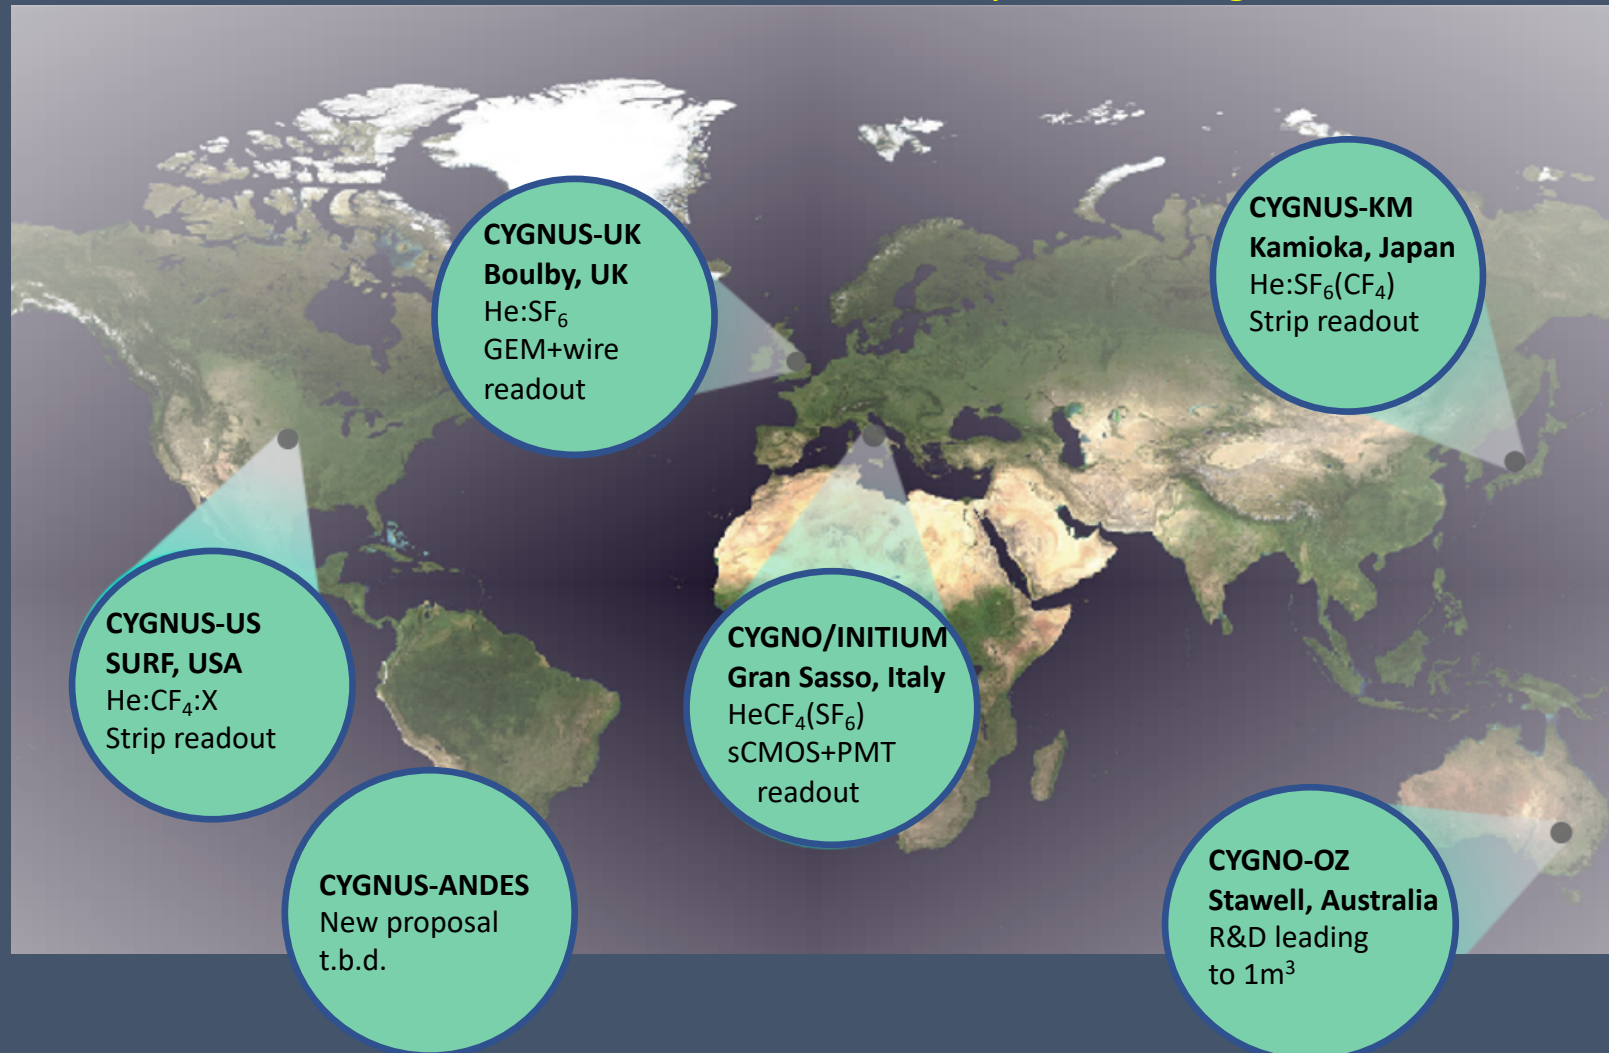 CYGNUS-UK
Boulby, UK
He:SF₆
GEM+wire
readout
CYGNUS-KM
Kamioka, Japan
He:SF₆(CF₄)
Strip readout
CYGNUS-US
SURF, USA
He:CF₄:X
Strip readout
CYGNO/INITIUM
Gran Sasso, Italy
HeCF₄(SF₆)
sCMOS+PMT
readout
CYGNUS-ANDES
New proposal
t.b.d.
CYGNO-OZ
Stawell, Australia
R&D leading
to 1m³